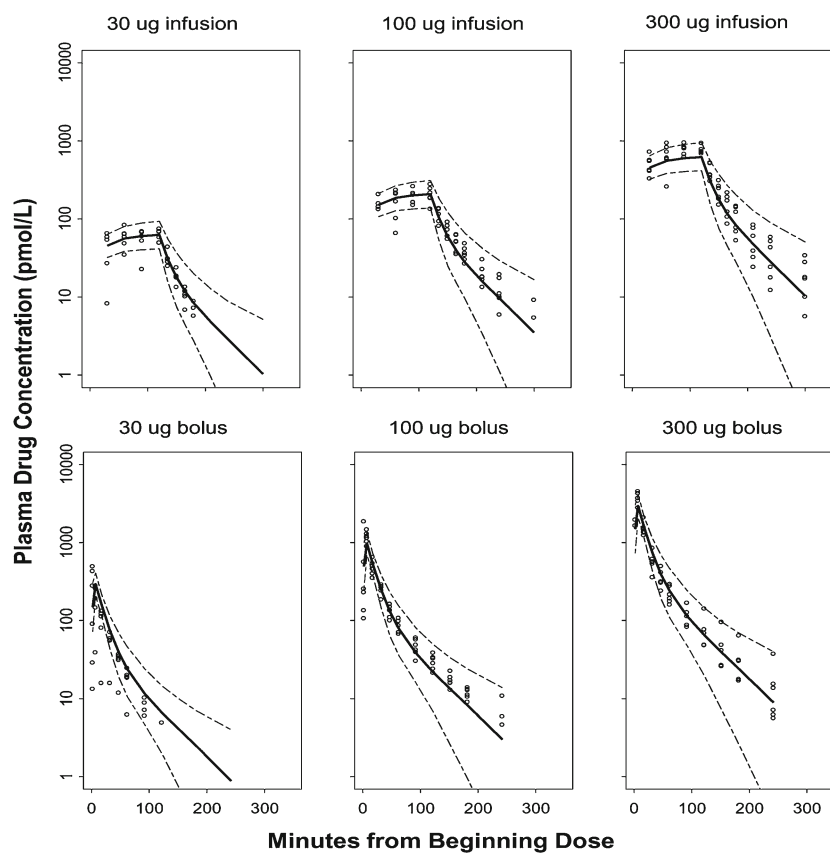 30 ug infusion 100 ug infusion 300 ug infusion
10000
1000
100
10
1
30 ug bolus 100 ug bolus 300 ug bolus
10000
1000
100
10
1
0 100 200 300 0 100 200 300 0 100 200 300
Plasma Drug Concentration (pmol/L)
Minutes from Beginning Dose